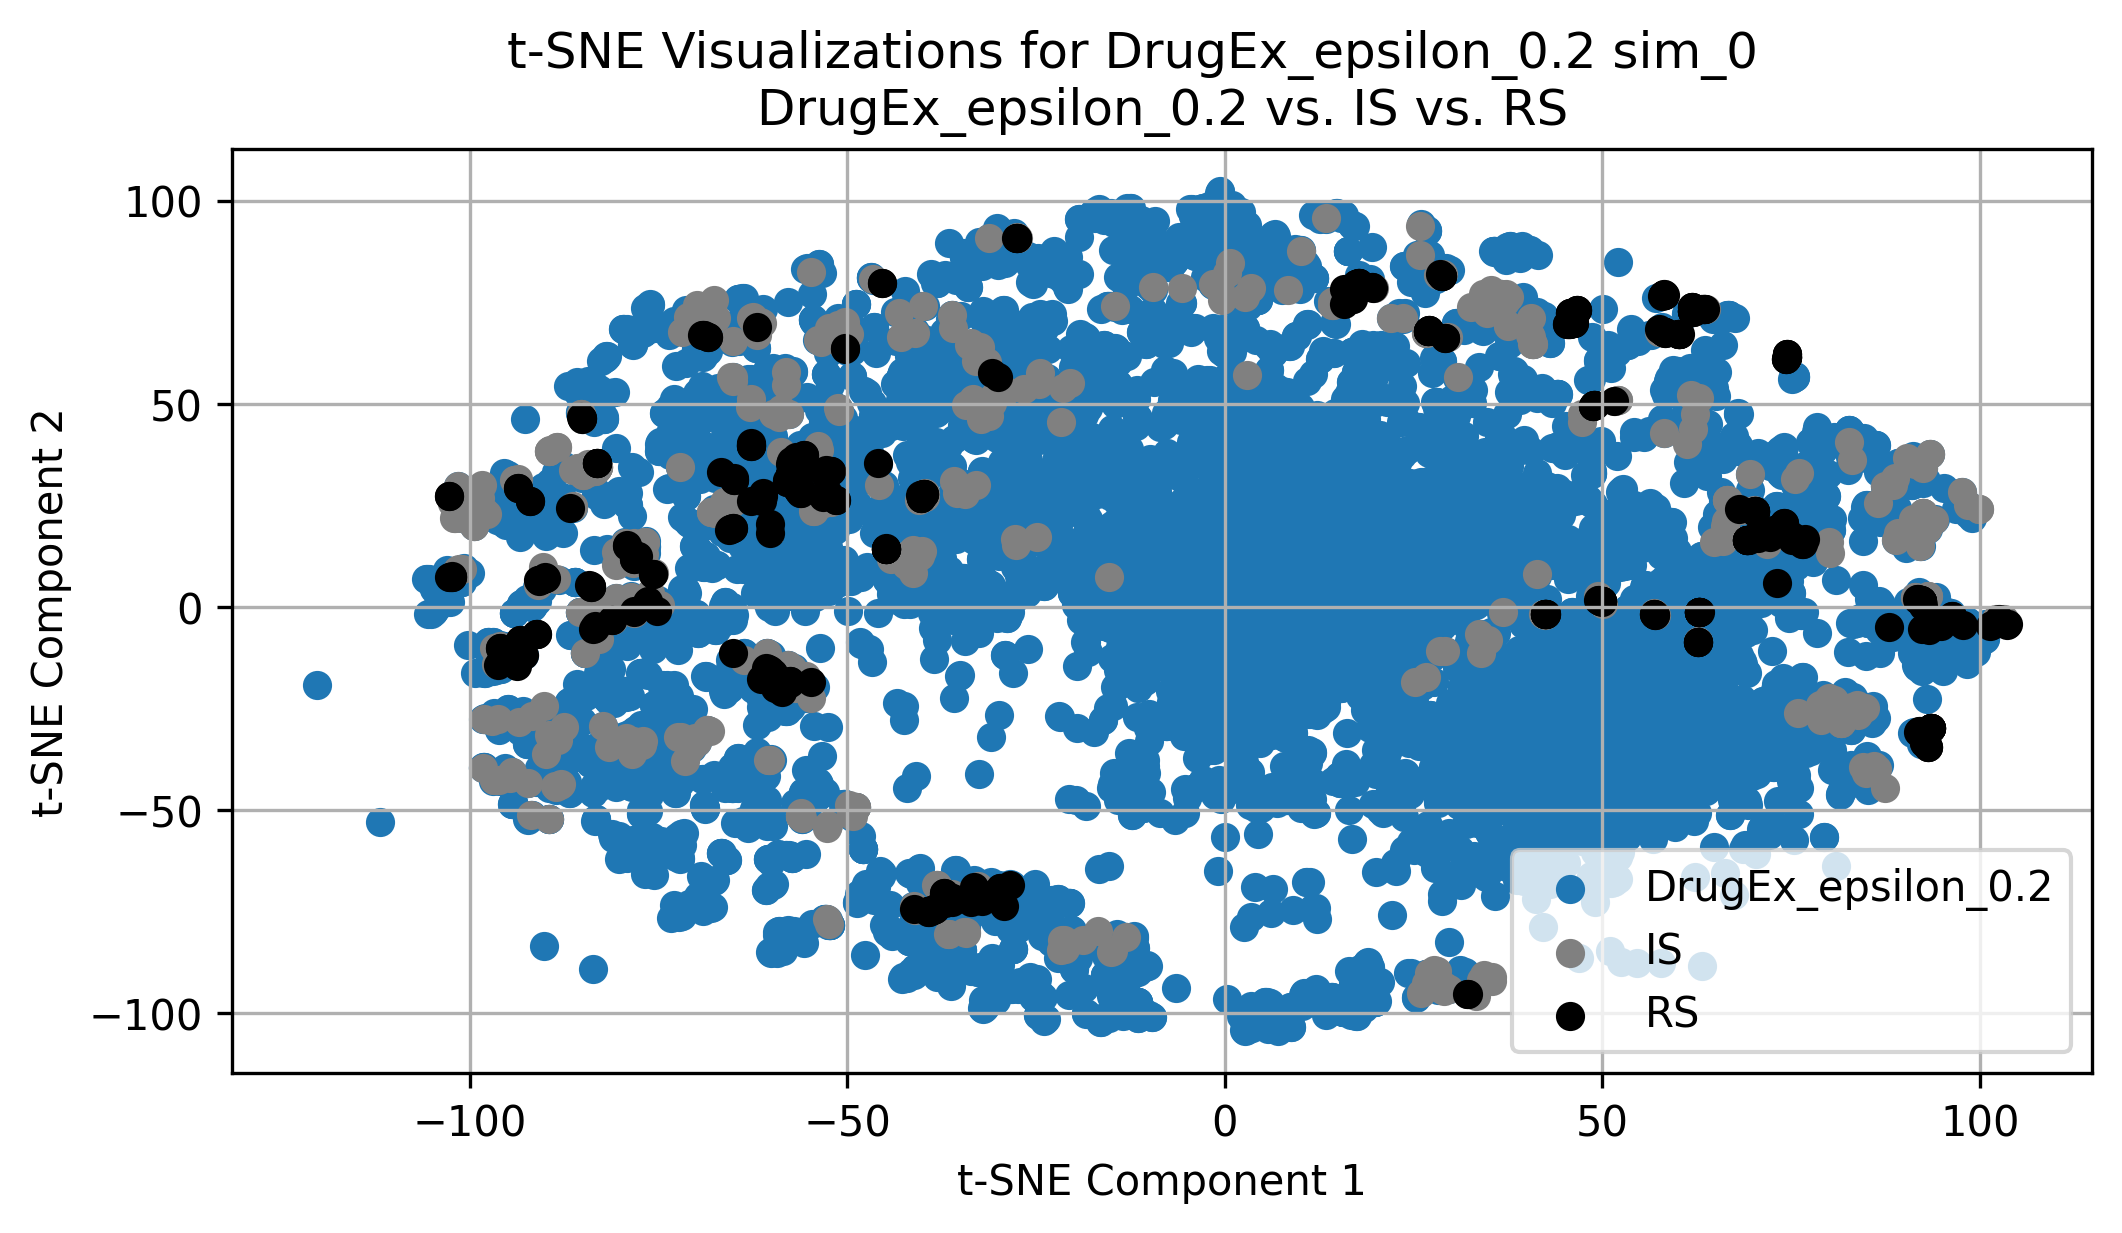 t-SNE Visualizations for DrugEx_epsilon_0.2 sim_0
DrugEx_epsilon_0.2 vs. IS vs. RS
t-SNE Component 2
100
50
0
−50
−100
DrugEx_epsilon_0.2
IS
RS
−100
−50
0
50
100
t-SNE Component 1